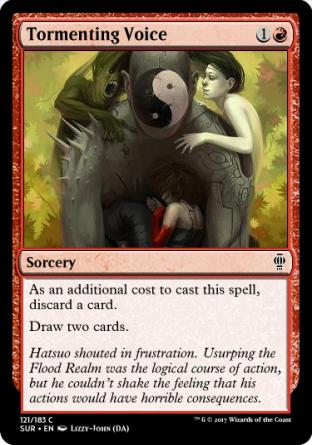 Tormenting Voice 1
Sorcery
As an additional cost to cast this spell,
discard a card.
Draw two cards.
Hatsuo shouted in frustration. Usurping the
Flood Realm was the logical course of action,
but he couldn't shake the feeling that his
actions would have horrible consequences.
121/183 C
SUR • EN Lizzy-John (DA)
™ & © 2017 Wizards of the Coast